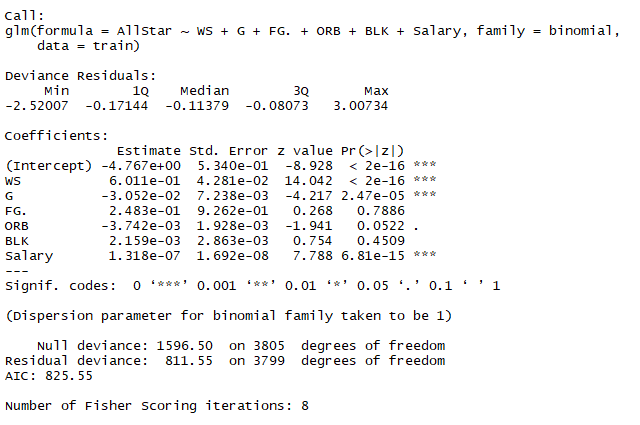 Call:
glm(formula = AllStar ~ WS + G + FG. + ORB + BLK + Salary, family = binomial,
    data = train)

Deviance Residuals:
     Min        1Q    Median        3Q       Max
-2.52007  -0.17144  -0.11379  -0.08073   3.00734

Coefficients:
              Estimate Std. Error z value Pr(>|z|)
(Intercept) -4.767e+00  5.340e-01  -8.928  < 2e-16 ***
WS           6.011e-01  4.281e-02  14.042  < 2e-16 ***
G           -3.052e-02  7.238e-03  -4.217 2.47e-05 ***
FG.          2.483e-01  9.262e-01   0.268   0.7886
ORB         -3.742e-03  1.928e-03  -1.941   0.0522 .
BLK          2.159e-03  2.863e-03   0.754   0.4509
Salary       1.318e-07  1.692e-08   7.788 6.81e-15 ***
---
Signif. codes:  0 ‘***’ 0.001 ‘**’ 0.01 ‘*’ 0.05 ‘.’ 0.1 ‘ ’ 1

(Dispersion parameter for binomial family taken to be 1)

    Null deviance: 1596.50  on 3805  degrees of freedom
Residual deviance:  811.55  on 3799  degrees of freedom
AIC: 825.55

Number of Fisher Scoring iterations: 8